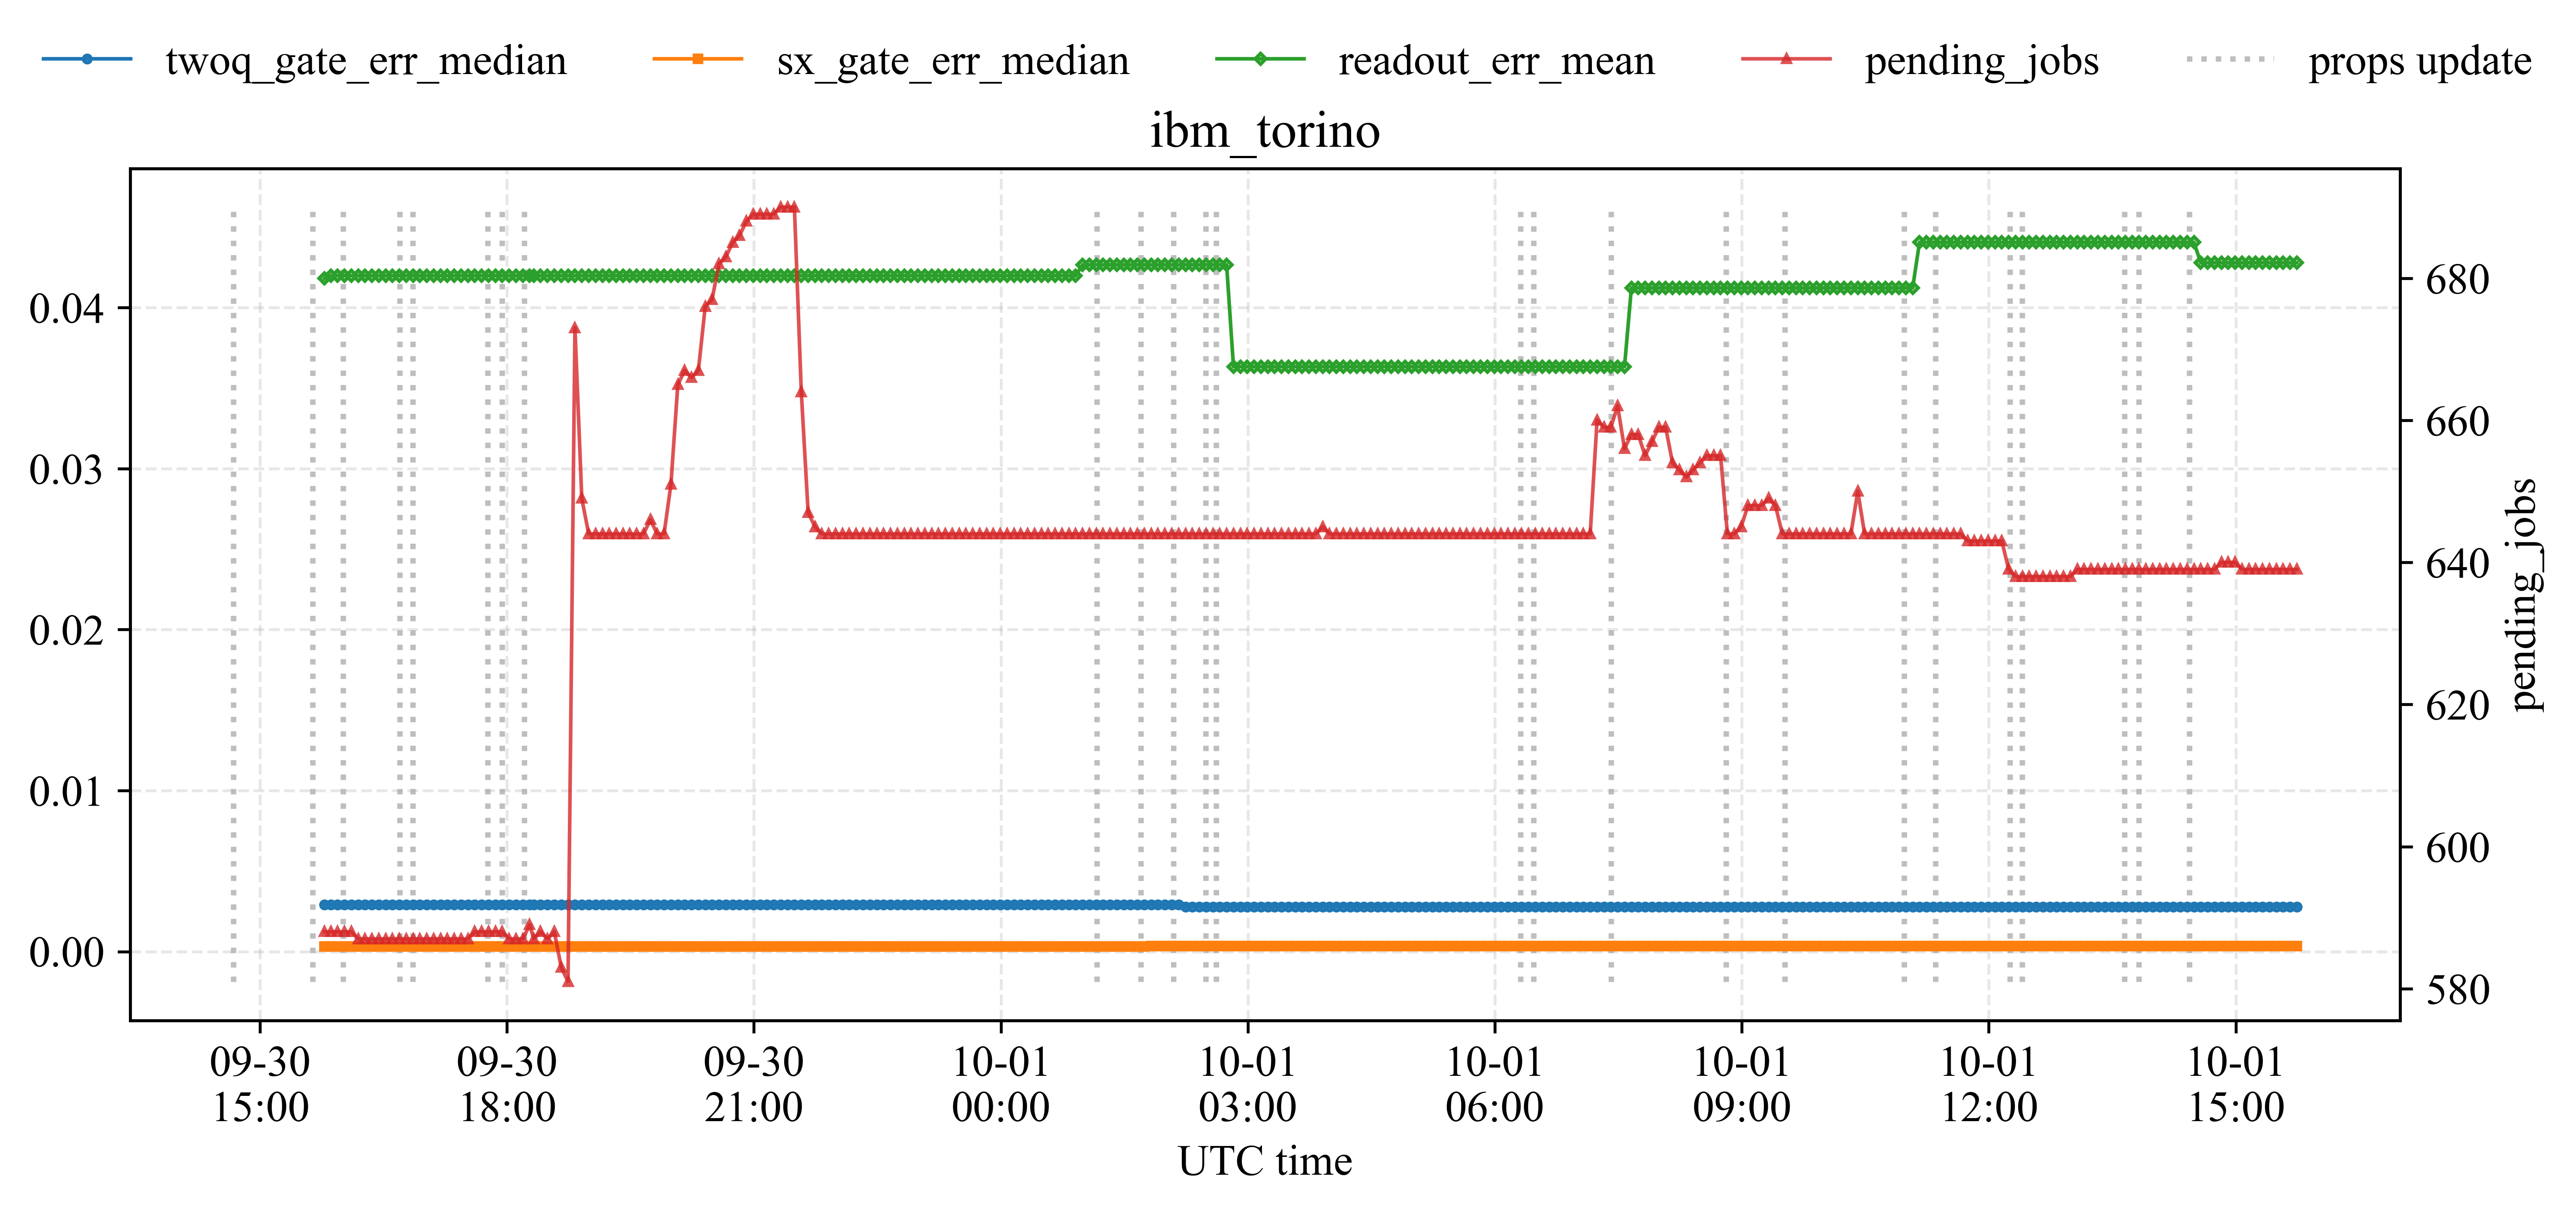 twoq_gate_err_median sx_gate_err_median readout_err_mean pending_jobs props update
ibm_torino
0.04
0.03
0.02
0.01
0.00
680
660
640
620
600
580
pending_jobs
09-30 09-30 09-30 10-01 10-01 10-01 10-01 10-01 10-01
15:00 18:00 21:00 00:00 03:00 06:00 09:00 12:00 15:00
UTC time